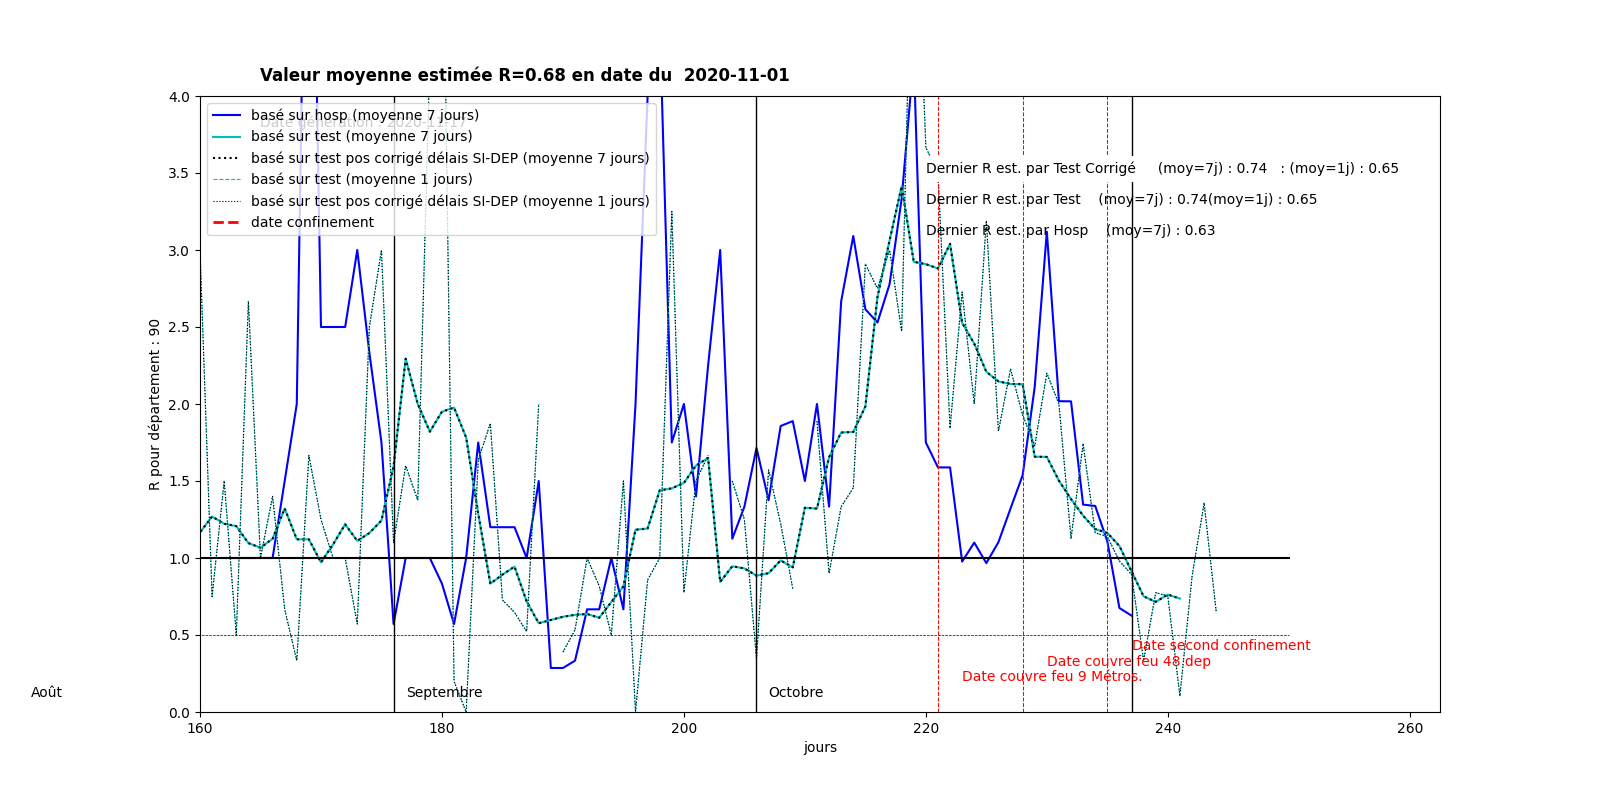 Valeur moyenne estimée R=0.68 en date du  2020-11-01
4.0
3.5
3.0
2.5
2.0
1.5
1.0
0.5
0.0
R pour département : 90
basé sur hosp (moyenne 7 jours)
basé sur test (moyenne 7 jours)
basé sur test pos corrigé délais SI-DEP (moyenne 7 jours)
basé sur test (moyenne 1 jours)
basé sur test pos corrigé délais SI-DEP (moyenne 1 jours)
date confinement
Dernier R est. par Test Corrigé     (moy=7j) : 0.74   : (moy=1j) : 0.65
Dernier R est. par Test    (moy=7j) : 0.74(moy=1j) : 0.65
Dernier R est. par Hosp    (moy=7j) : 0.63
Date second confinement
Date couvre feu 48 dep
Date couvre feu 9 Métros.
Août
Septembre
Octobre
160
180
200
220
240
260
jours